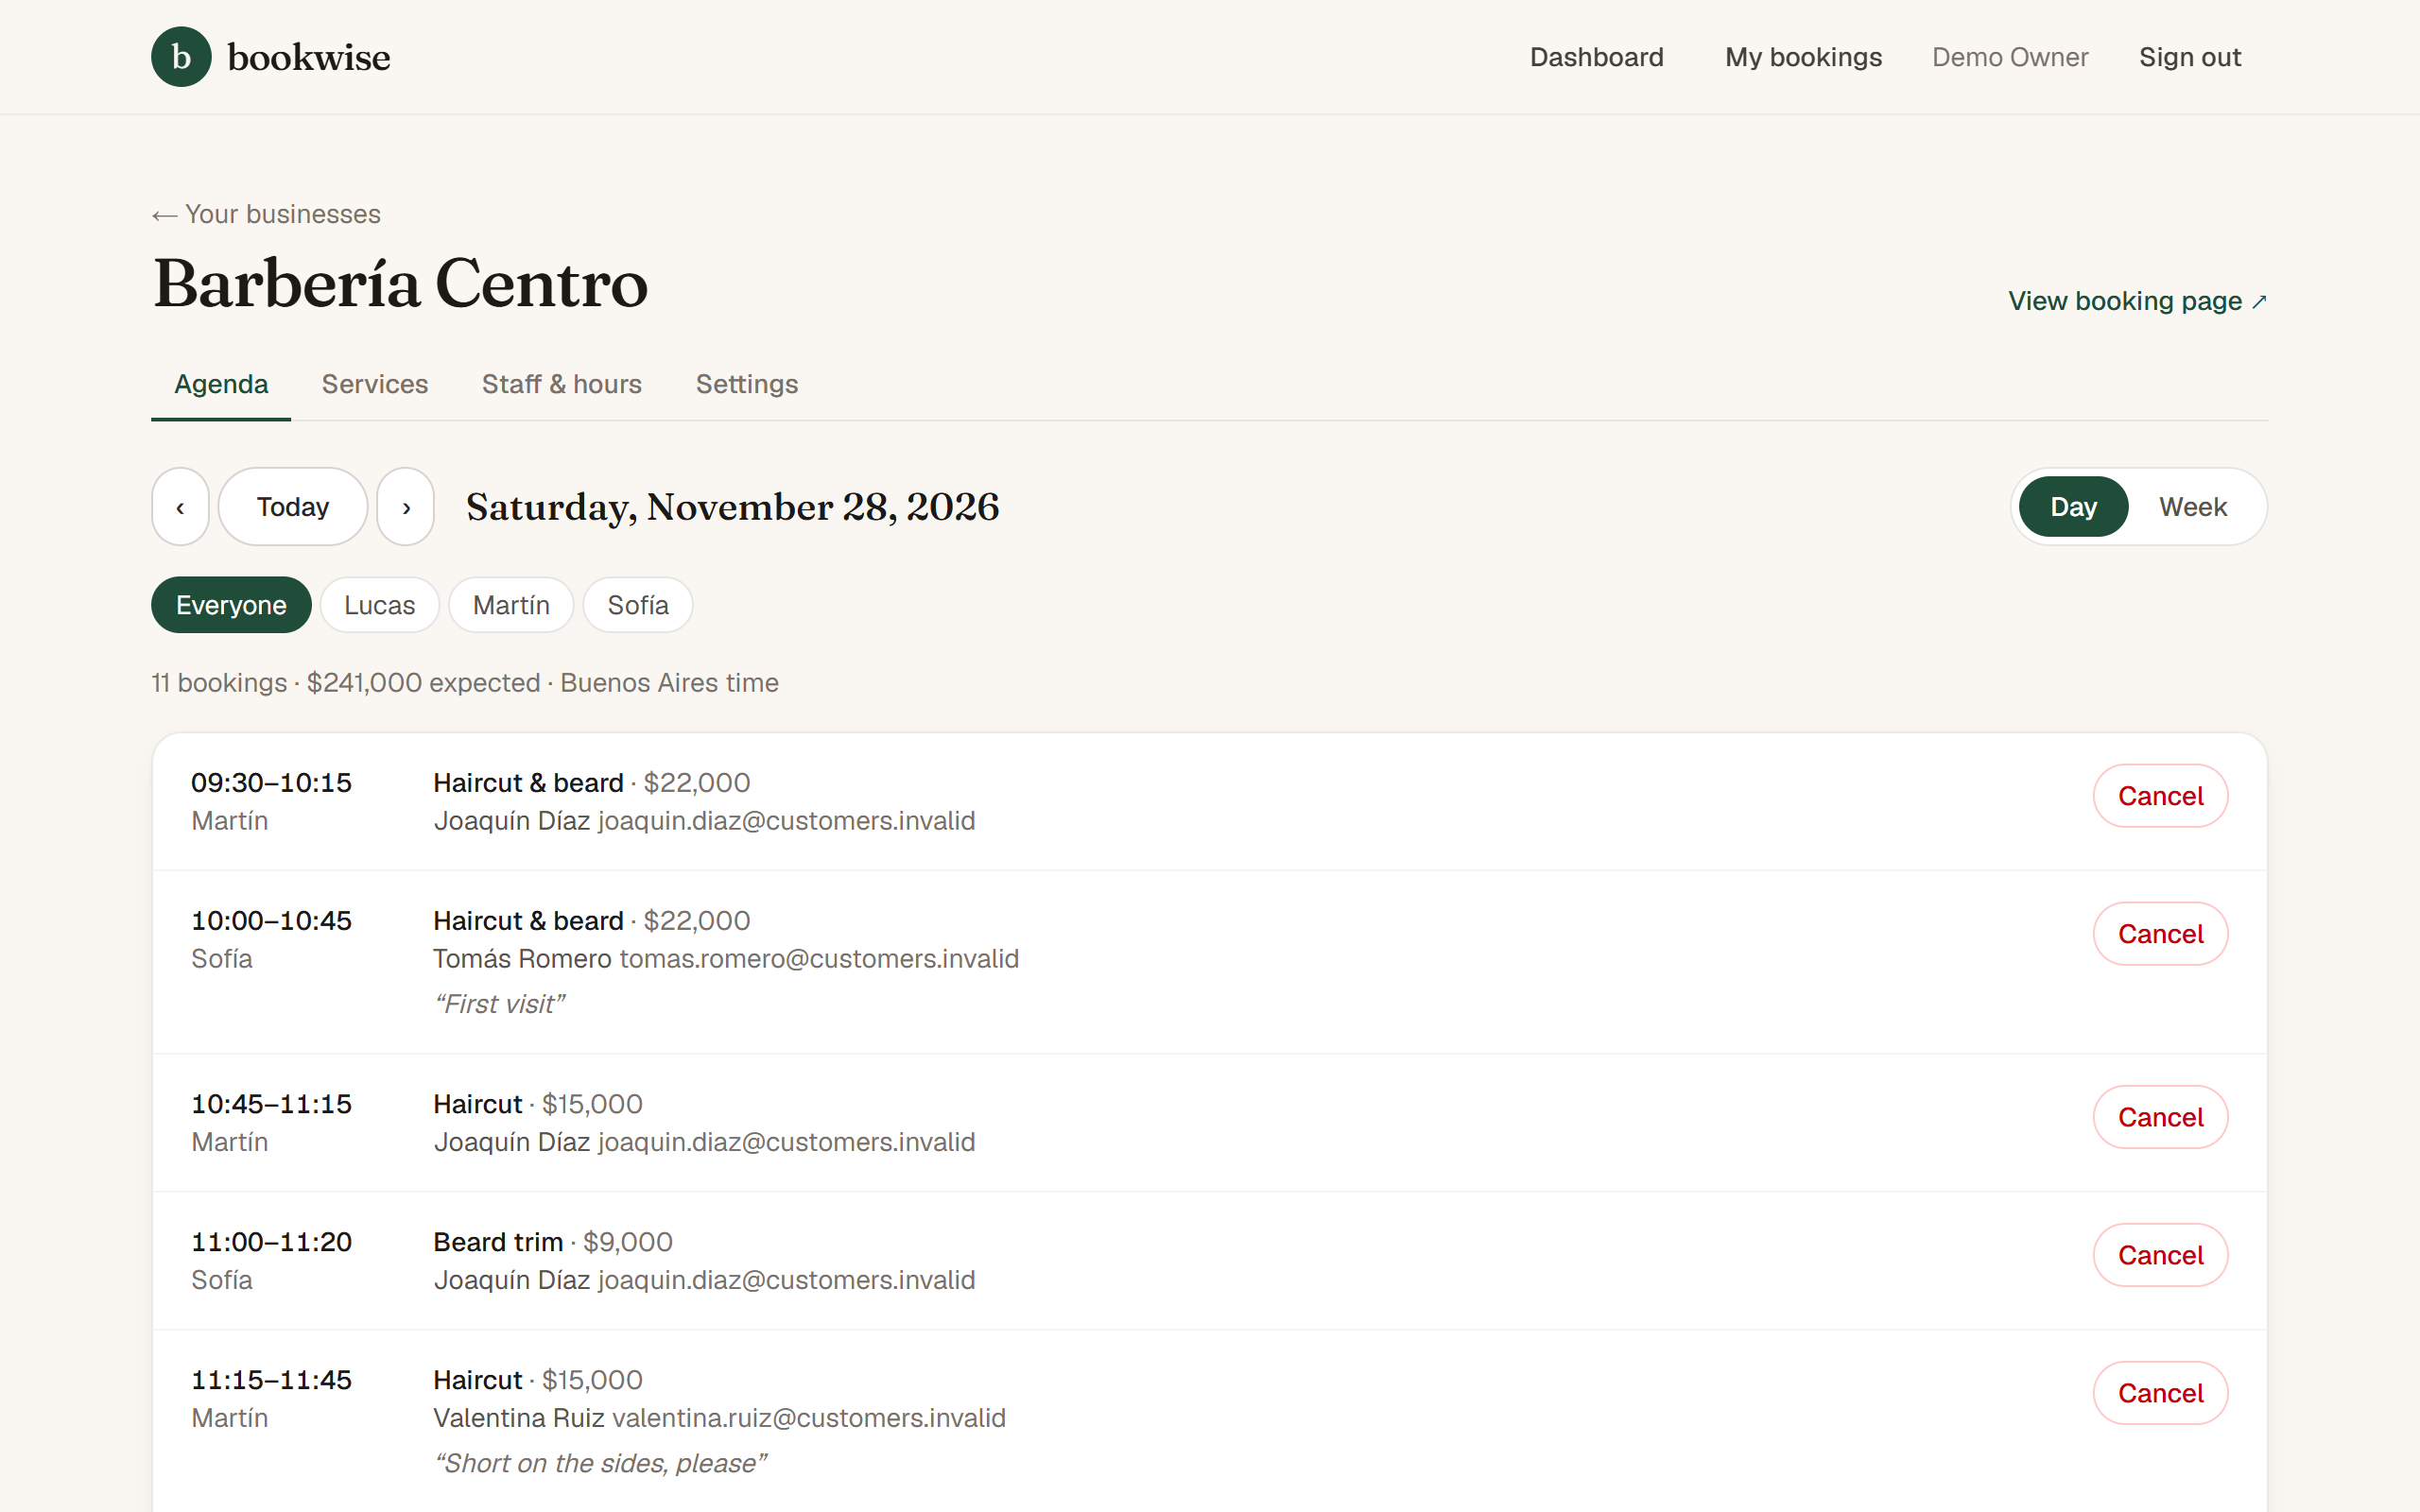 b bookwise Dashboard My bookings Demo Owner Sign out
← Your businesses
Barbería Centro
View booking page ↗
Agenda Services Staff & hours Settings
‹ Today › Saturday, November 28, 2026 Day Week
Everyone Lucas Martín Sofía
11 bookings · $241,000 expected · Buenos Aires time
09:30–10:15 Haircut & beard · $22,000 Cancel
Martín Joaquín Díaz joaquin.diaz@customers.invalid
10:00–10:45 Haircut & beard · $22,000 Cancel
Sofía Tomás Romero tomas.romero@customers.invalid
“First visit”
10:45–11:15 Haircut · $15,000 Cancel
Martín Joaquín Díaz joaquin.diaz@customers.invalid
11:00–11:20 Beard trim · $9,000 Cancel
Sofía Joaquín Díaz joaquin.diaz@customers.invalid
11:15–11:45 Haircut · $15,000 Cancel
Martín Valentina Ruiz valentina.ruiz@customers.invalid
“Short on the sides, please”